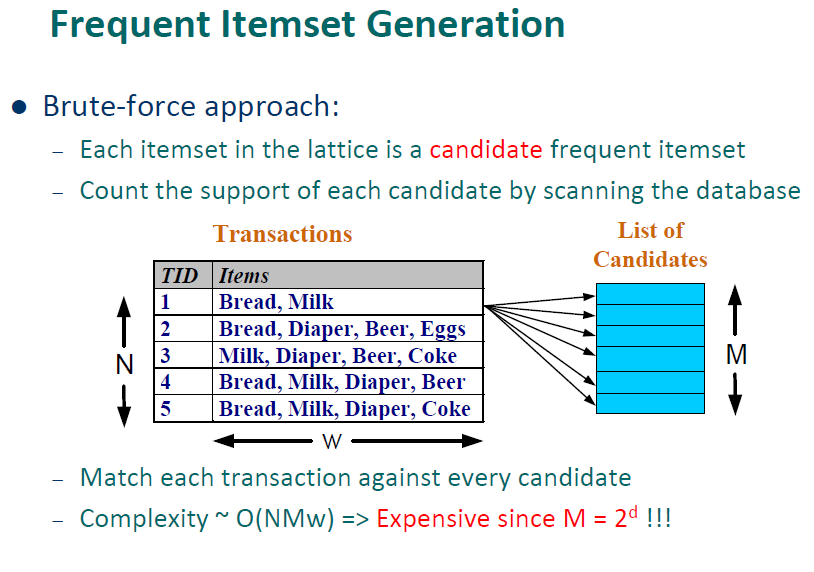 Frequent Itemset Generation
● Brute-force approach:
– Each itemset in the lattice is a candidate frequent itemset
– Count the support of each candidate by scanning the database
Transactions
List of
Candidates
TID Items
1 Bread, Milk
2 Bread, Diaper, Beer, Eggs
3 Milk, Diaper, Beer, Coke
4 Bread, Milk, Diaper, Beer
5 Bread, Milk, Diaper, Coke
N
M
W
– Match each transaction against every candidate
– Complexity ~ O(NMw) => Expensive since M = 2ᵈ !!!